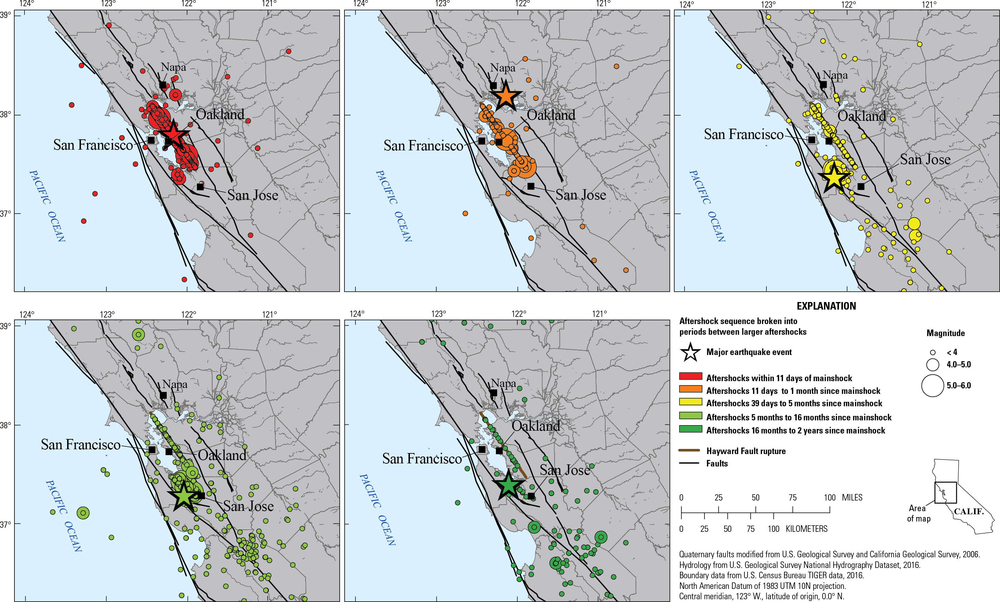 124°
123°
122°
121°
124°
123°
122°
121°
124°
123°
122°
121°
39°
38°
37°
Napa
Oakland
San Francisco
San Jose
PACIFIC OCEAN
Napa
Oakland
San Francisco
San Jose
PACIFIC OCEAN
Napa
Oakland
San Francisco
San Jose
PACIFIC OCEAN
124°
123°
122°
121°
124°
123°
122°
121°
39°
38°
37°
Napa
San Francisco
Oakland
San Jose
PACIFIC OCEAN
Napa
Oakland
San Francisco
San Jose
PACIFIC OCEAN
EXPLANATION
Aftershock sequence broken into
periods between larger aftershocks
Major earthquake event
Aftershocks within 11 days of mainshock
Aftershocks 11 days to 1 month since mainshock
Aftershocks 39 days to 5 months since mainshock
Aftershocks 5 months to 16 months since mainshock
Aftershocks 16 months to 2 years since mainshock
Hayward Fault rupture
Faults
Magnitude
< 4
4.0–5.0
5.0–6.0
0 25 50 75 100 MILES
0 25 50 75 100 KILOMETERS
Area
of map
CALIF.
Quaternary faults modified from U.S. Geological Survey and California Geological Survey, 2006.
Hydrology from U.S. Geological Survey National Hydrography Dataset, 2016.
Boundary data from U.S. Census Bureau TIGER data, 2016.
North American Datum of 1983 UTM 10N projection.
Central meridian, 123° W., latitude of origin, 0.0° N.